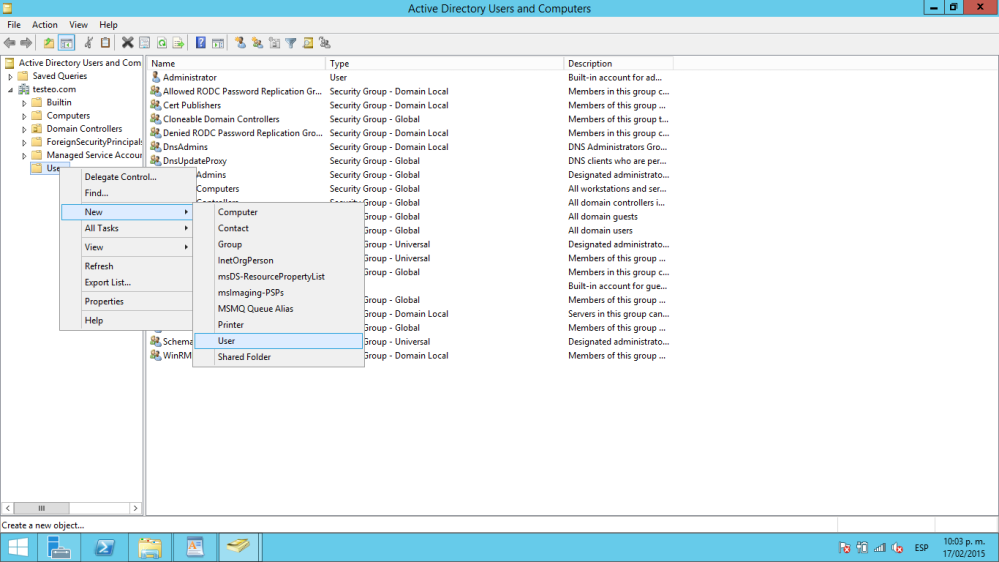 Active Directory Users and Computers
File Action View Help
Active Directory Users and Com
Saved Queries
testeo.com
Builtin
Computers
Domain Controllers
ForeignSecurityPrincipals
Managed Service Accour
Use
Name Type Description
Administrator User Built-in account for ad...
Allowed RODC Password Replication Gr... Security Group - Domain Local Members in this group c...
Cert Publishers Security Group - Domain Local Members of this group ...
Cloneable Domain Controllers Security Group - Global Members of this group t...
Denied RODC Password Replication Gro... Security Group - Domain Local Members in this group c...
DnsAdmins Security Group - Domain Local DNS Administrators Gro...
DnsUpdateProxy Security Group - Global DNS clients who are per...
Admins Security Group - Global Designated administrato...
Computers Security Group - Global All workstations and ser...
All domain controllers i...
Group - Global All domain guests
Group - Global All domain users
Group - Universal Designated administrato...
Group - Global Members in this group c...
Built-in account for gue...
Group - Global Members of this group ...
Group - Domain Local Servers in this group can...
Group - Global Members of this group ...
Schema Group - Universal Designated administrato...
WinRM Group - Domain Local Members of this group ...
Delegate Control...
Find...
New
All Tasks
View
Refresh
Export List...
Properties
Help
Computer
Contact
Group
InetOrgPerson
msDS-ResourcePropertyList
msImaging-PSPs
MSMQ Queue Alias
Printer
User
Shared Folder
Create a new object...
ESP
10:03 p. m.
17/02/2015